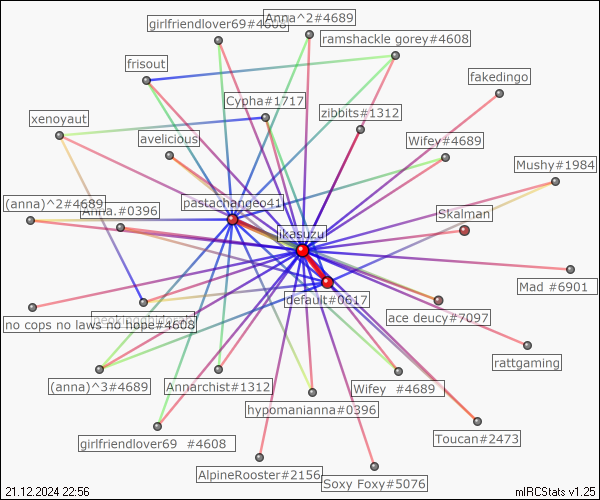 girlfriendlover69#4608
Anna^2#4689
ramshackle gorey#4608
frisout
fakedingo
Cypha#1717
zibbits#1312
xenoyaut
avelicious
Wifey#4689
Mushy#1984
(anna)^2#4689
Anna.#0396
pastachangeo41
Skalman
ikasuzu
Mad #6901
default#0617
no cops no laws no hope#4608
ace deucy#7097
rattgaming
(anna)^3#4689
Annarchist#1312
Wifey  #4689
hypomanianna#0396
girlfriendlover69  #4608
Toucan#2473
AlpineRooster#2156
Soxy Foxy#5076
21.12.2024 22:56
mIRCStats v1.25